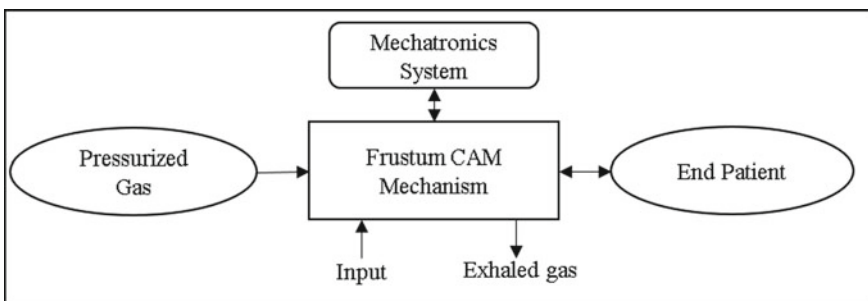 Mechatronics
System
Pressurized
Gas
Frustum CAM
Mechanism
End Patient
Input
Exhaled gas